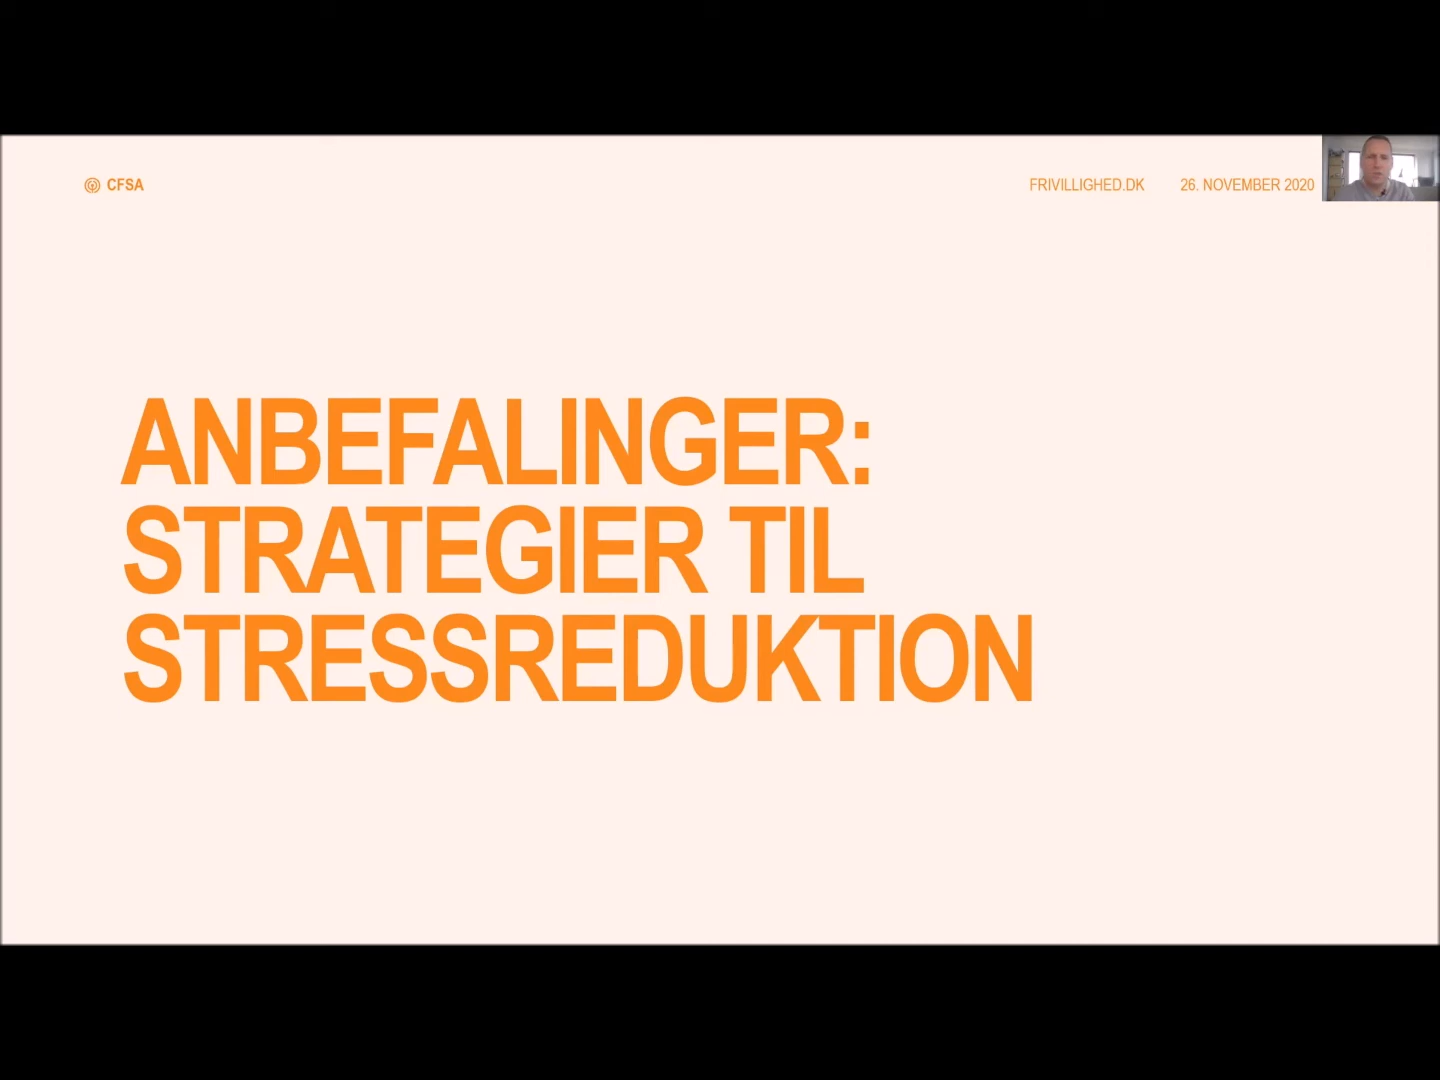 CFSA
FRIVILLIGHED.DK
26. NOVEMBER 2020
ANBEFALINGER:
STRATEGIER TIL
STRESSREDUKTION